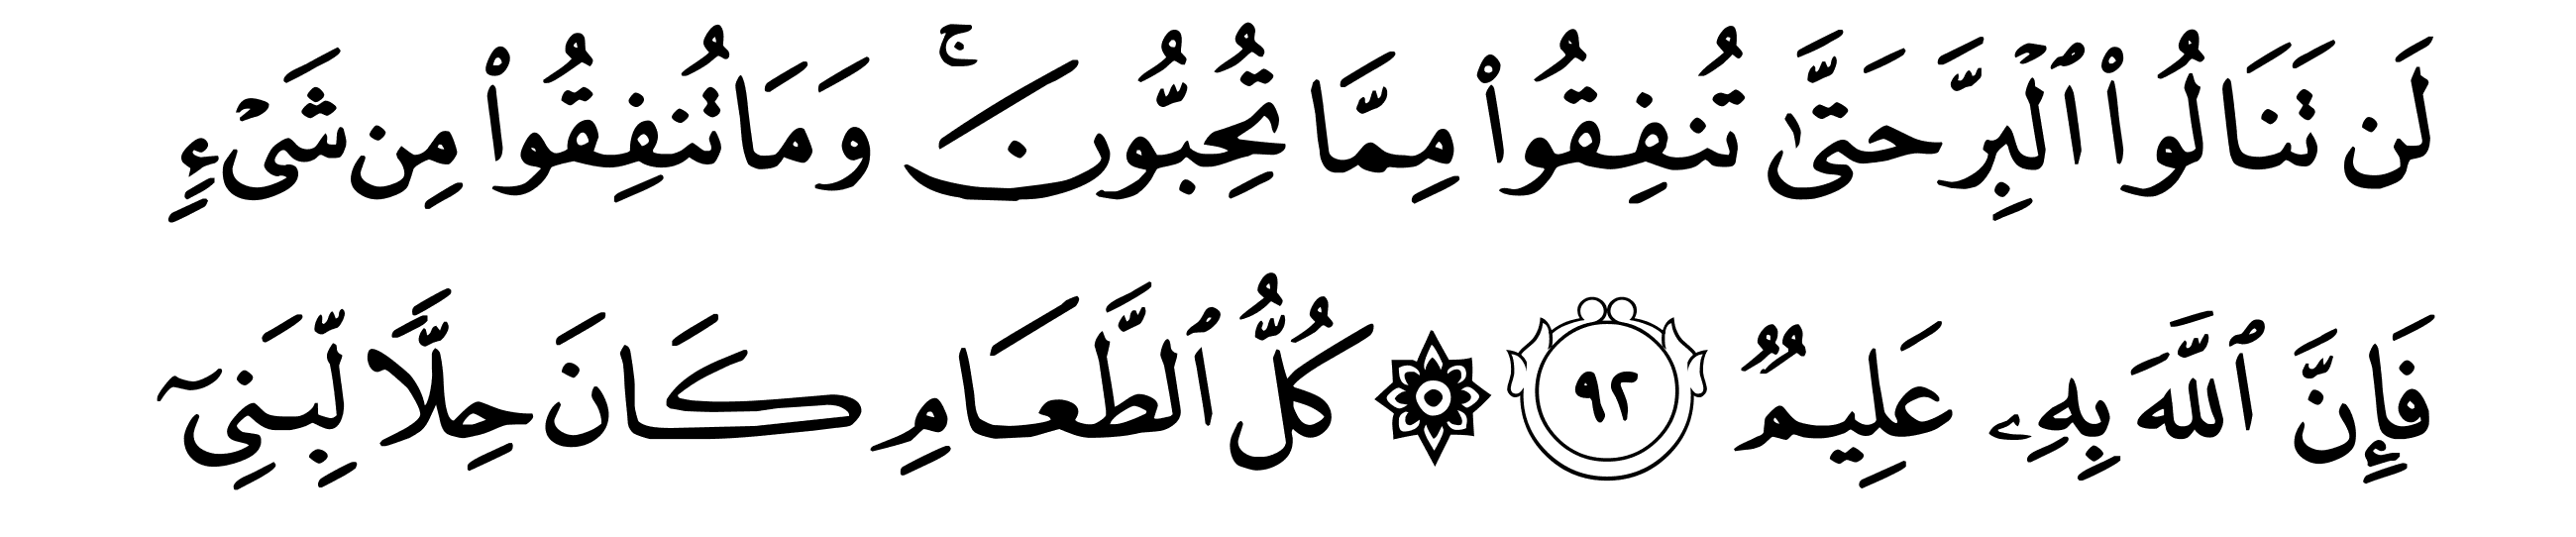 لَن تَنَالُوا۟ ٱلْبِرَّ حَتَّىٰ تُنفِقُوا۟ مِمَّا تُحِبُّونَ ۚ وَمَا تُنفِقُوا۟ مِن شَىْءٍ
فَإِنَّ ٱللَّهَ بِهِۦ عَلِيمٌ ٩٢ ۞ كُلُّ ٱلطَّعَامِ كَانَ حِلًّا لِّبَنِىٓ